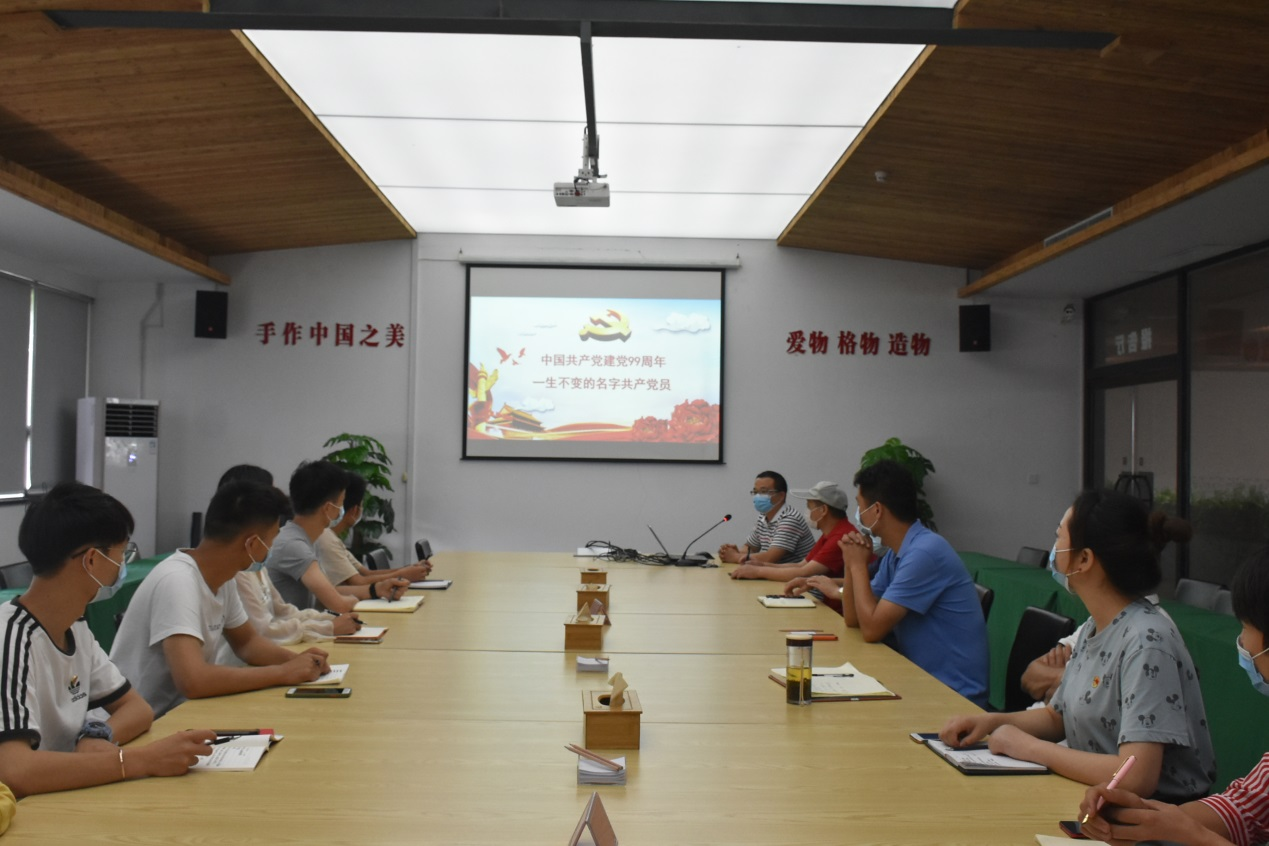 手作中国之美
中国共产党建党99周年
一生不变的名字共产党员
爱物 格物 造物